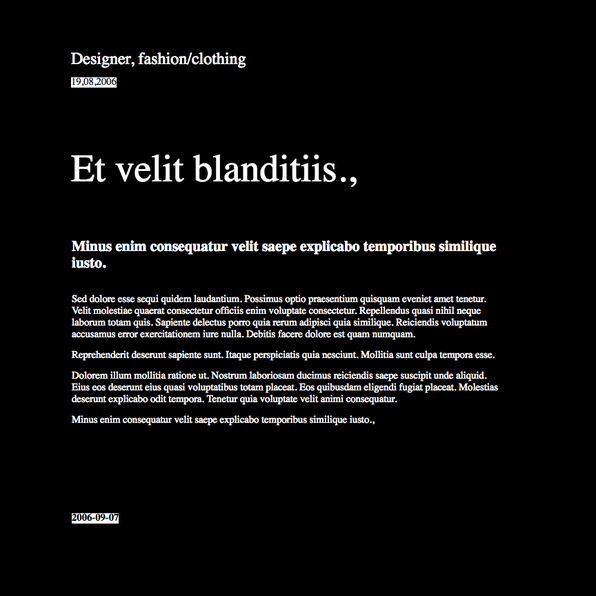 Designer, fashion/clothing
19,08,2006
Et velit blanditiis.,
Minus enim consequatur velit saepe explicabo temporibus similique
iusto.
Sed dolore esse sequi quidem laudantium. Possimus optio praesentium quisquam eveniet amet tenetur.
Velit molestiae quaerat consectetur officiis enim voluptate consectetur. Repellendus quasi nihil neque
laborum totam quis. Sapiente delectus porro quia rerum adipisci quia similique. Reiciendis voluptatum
accusamus error exercitationem iure nulla. Debitis facere dolore est quam numquam.
Reprehenderit deserunt sapiente sunt. Itaque perspiciatis quia nesciunt. Mollitia sunt culpa tempora esse.
Dolorem illum mollitia ratione ut. Nostrum laboriosam ducimus reiciendis saepe suscipit unde aliquid.
Eius eos deserunt eius quasi voluptatibus totam placeat. Eos quibusdam eligendi fugiat placeat. Molestias
deserunt explicabo odit tempora. Tenetur quia voluptate velit animi consequatur.
Minus enim consequatur velit saepe explicabo temporibus similique iusto.,
2006-09-07